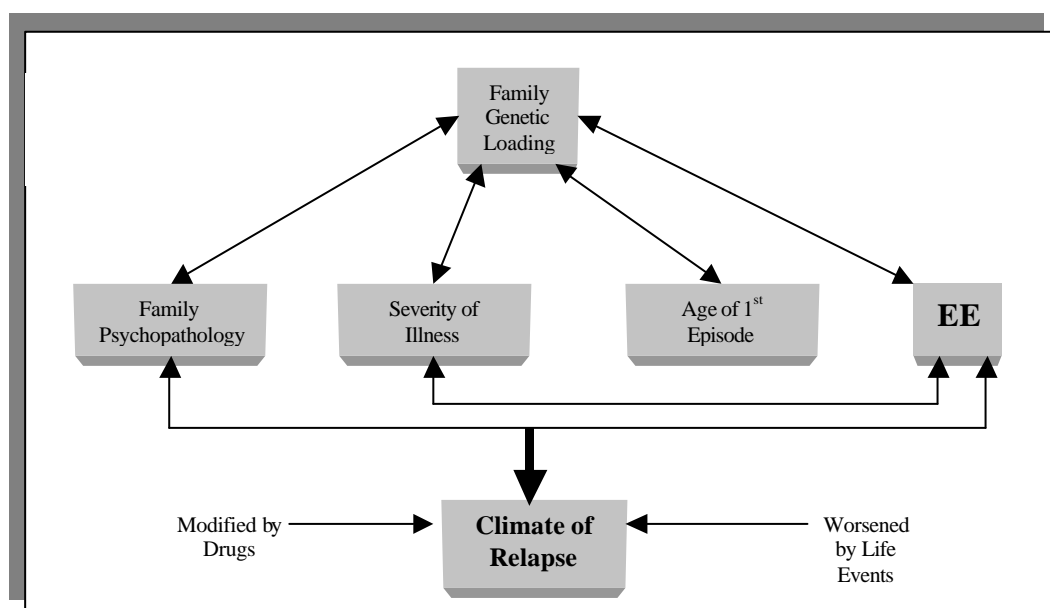 Family
Genetic
Loading
Family
Psychopathology
Severity of
Illness
Age of 1st
Episode
EE
Modified by
Drugs
Climate of
Relapse
Worsened
by Life
Events